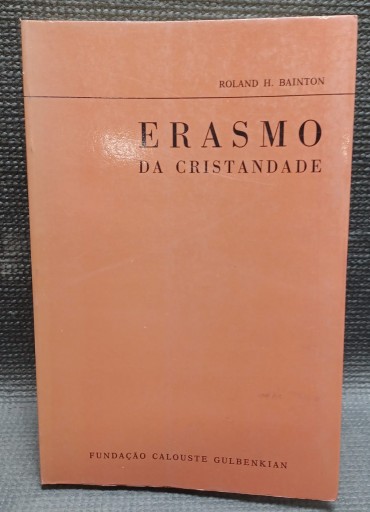 ROLAND H. BAINTON
ERASMO
DA CRISTANDADE
FUNDAÇÃO CALOUSTE GULBENKIAN